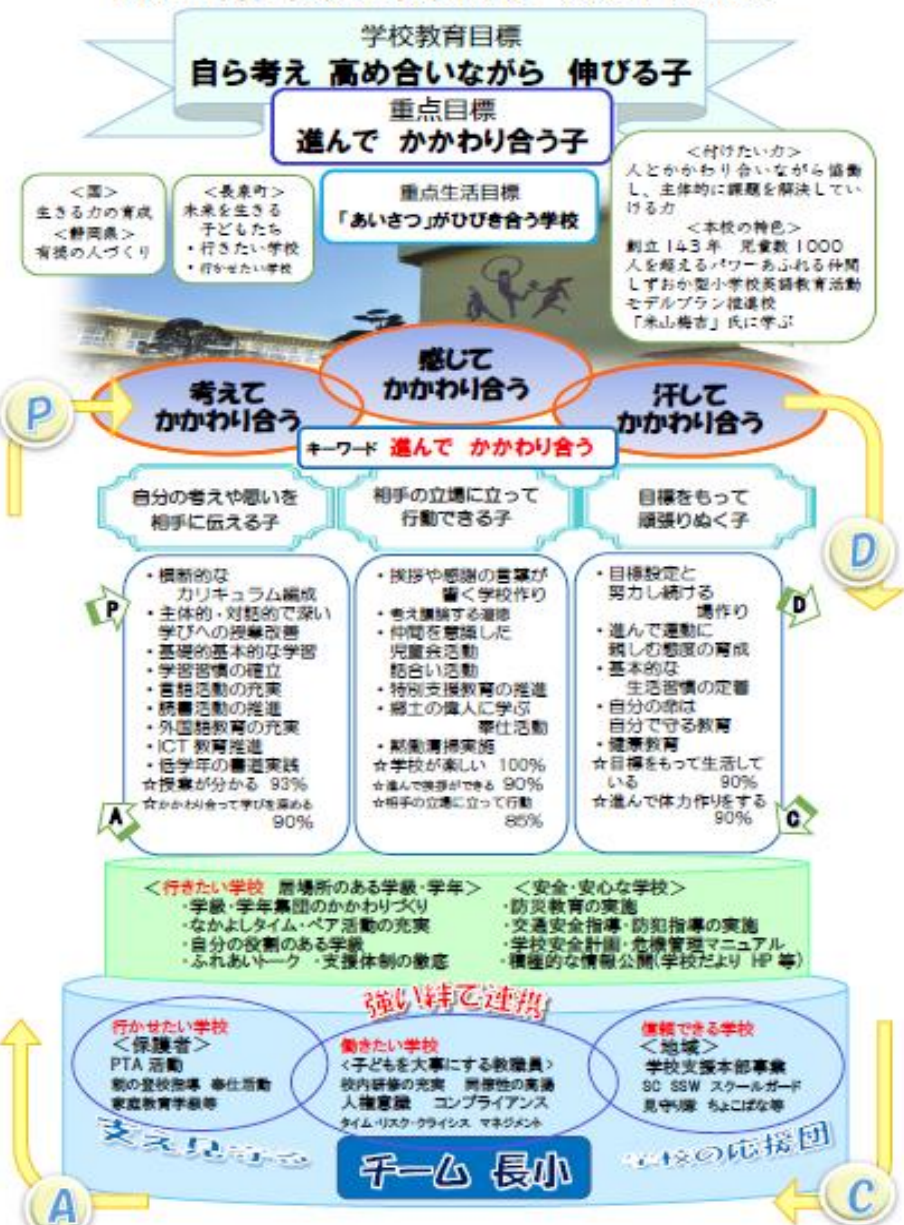 学校教育目標
自ら考え 高め合いながら 伸びる子
重点目標
進んで かかわり合う子
<国>
生きる力の育成
<静岡県>
有徳の人づくり
<長泉町>
未来を生きる
子どもたち
・行きたい学校
・行かせたい学校
重点生活目標
「あいさつ」がひびき合う学校
<付けたい力>
人とかかわり合いながら協働
し、主体的に課題を解決してい
ける力
<本校の特色>
創立143年 児童数1000
人を超えるパワーあふれる仲間
しずおか型小学校英語教育活動
モデルプラン推進校
「米山梅吉」氏に学ぶ
P
考えて
かかわり合う
感じて
かかわり合う
汗して
かかわり合う
キーワード 進んで かかわり合う
D
自分の考えや思いを
相手に伝える子
相手の立場に立って
行動できる子
目標をもって
頑張りぬく子
P
・横断的な
カリキュラム編成
・主体的・対話的で深い
学びへの授業改善
・基礎的基本的な学習
・学習習慣の確立
・言語活動の充実
・読書活動の推進
・外国語教育の充実
・ICT 教育推進
・低学年の書道実践
☆授業が分かる 93%
☆かかわり合って学びを深める
90%
A
・挨拶や感謝の言葉が
響く学校作り
・考え議論する道徳
・仲間を意識した
児童会活動
話合い活動
・特別支援教育の推進
・郷土の偉人に学ぶ
奉仕活動
・黙働清掃実施
☆学校が楽しい 100%
☆進んで挨拶ができる 90%
☆相手の立場に立って行動
85%
D
・目標設定と
努力し続ける
場作り
・進んで運動に
親しむ態度の育成
・基本的な
生活習慣の定着
・自分の命は
自分で守る教育
・健康教育
☆目標をもって生活して
いる 90%
☆進んで体力作りをする
90%
C
<行きたい学校 居場所のある学級・学年>
・学級・学年集団のかかわりづくり
・なかよしタイム・ペア活動の充実
・自分の役割のある学級
・ふれあいトーク ・支援体制の徹底
<安全・安心な学校>
・防災教育の実施
・交通安全指導・防犯指導の実施
・学校安全計画・危機管理マニュアル
・積極的な情報公開(学校だより HP 等)
強い絆で連携
行かせたい学校
<保護者>
PTA 活動
朝の登校指導 奉仕活動
家庭教育学級等
働きたい学校
<子どもを大事にする教職員>
校内研修の充実 同僚性の高揚
人権意識 コンプライアンス
タイム・リスク・クライシス マネジメント
信頼できる学校
<地域>
学校支援本部事業
SC SSW スクールガード
見守り隊 ちょこぱな等
支え見守る
チーム 長小
学校の応援団
A
C